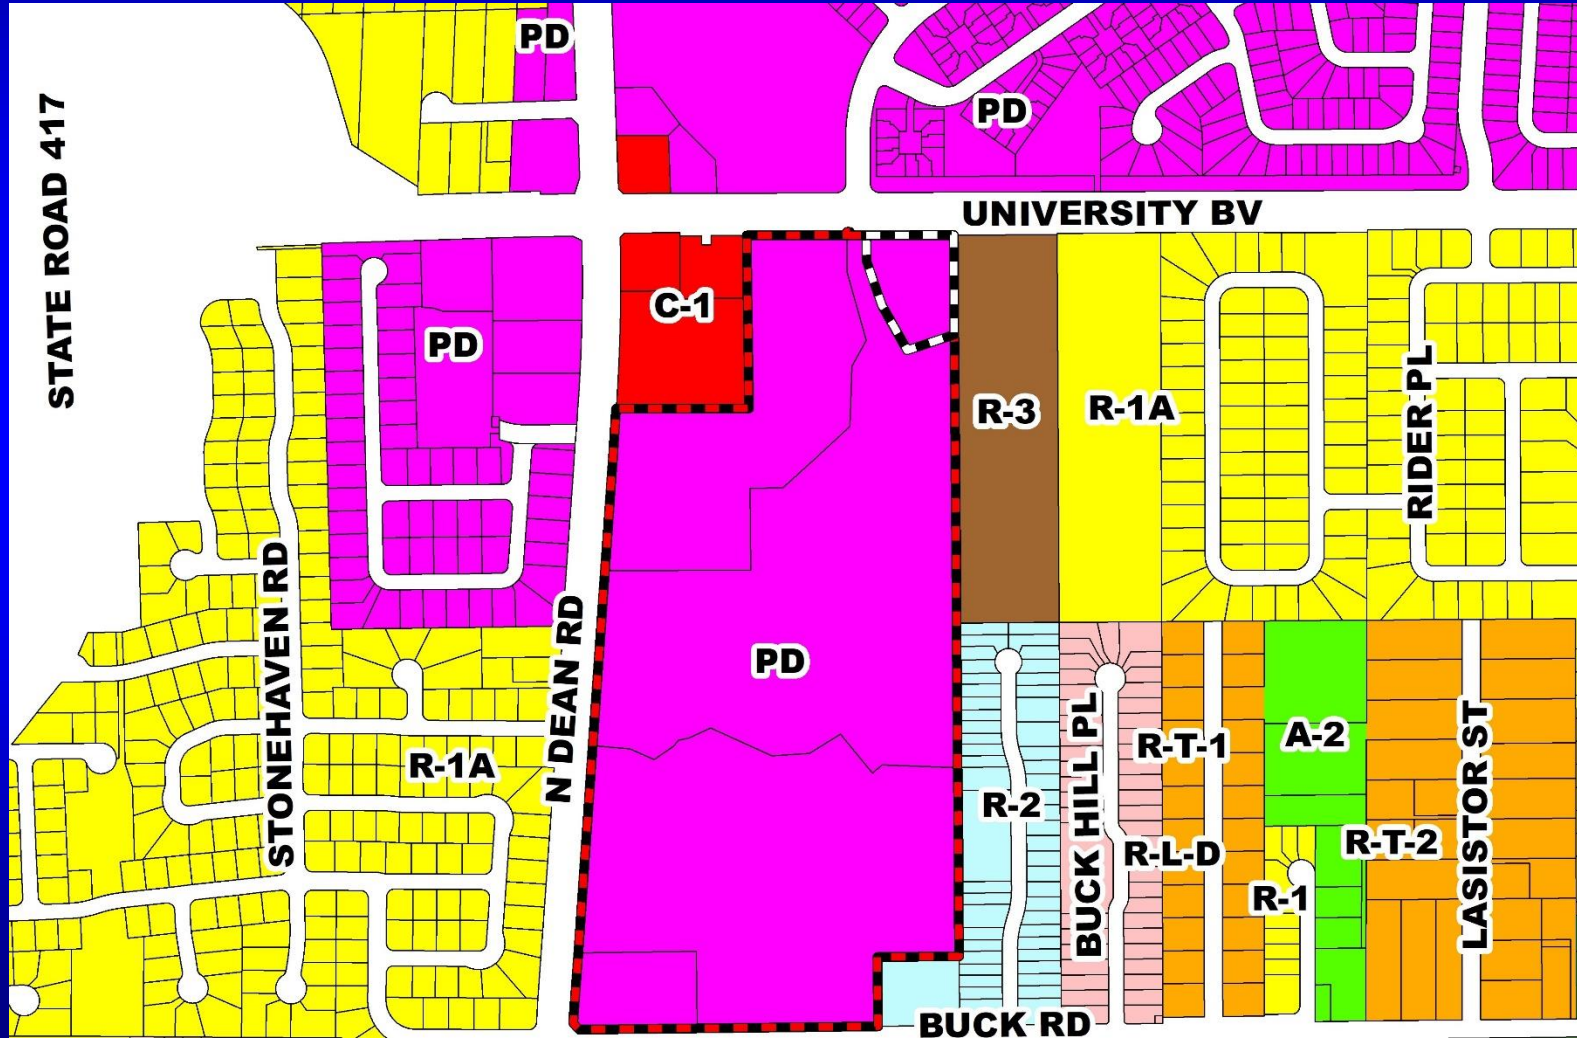 PD
STATE ROAD 417
PD
UNIVERSITY BV
C-1
PD
RIDER PL
R-3
R-1A
STONEHAVEN RD
N DEAN RD
PD
R-1A
R-2
BUCK HILL PL
R-T-1
A-2
LASISTOR ST
R-L-D
R-T-2
R-1
BUCK RD